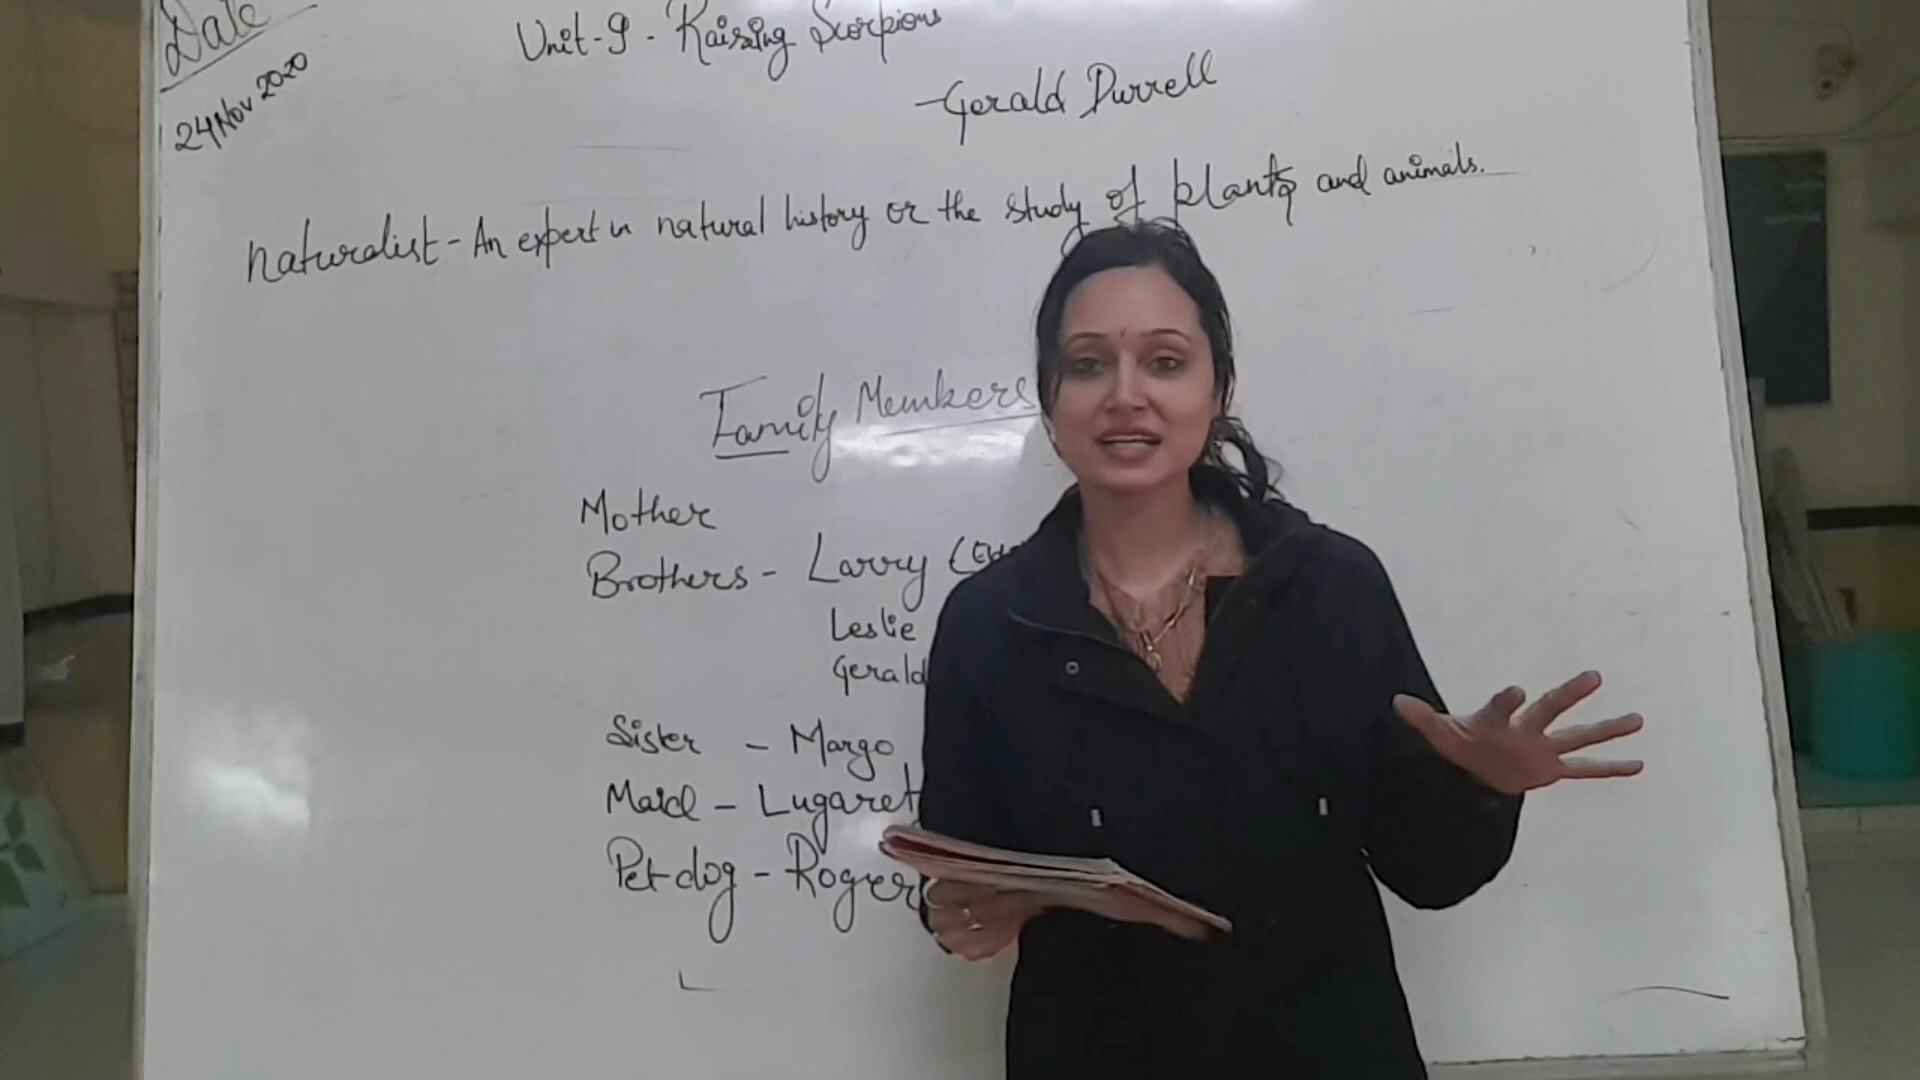 Date
24 Nov 2020
Unit-9 - Raising Scorpions
-Gerald Durrell
Naturalist - An expert in natural history or the study of plants and animals.
Family Members
Mother
Brothers - Larry
Leslie
Gerald
Sister - Margo
Maid - Lugaret
Pet dog - Roger